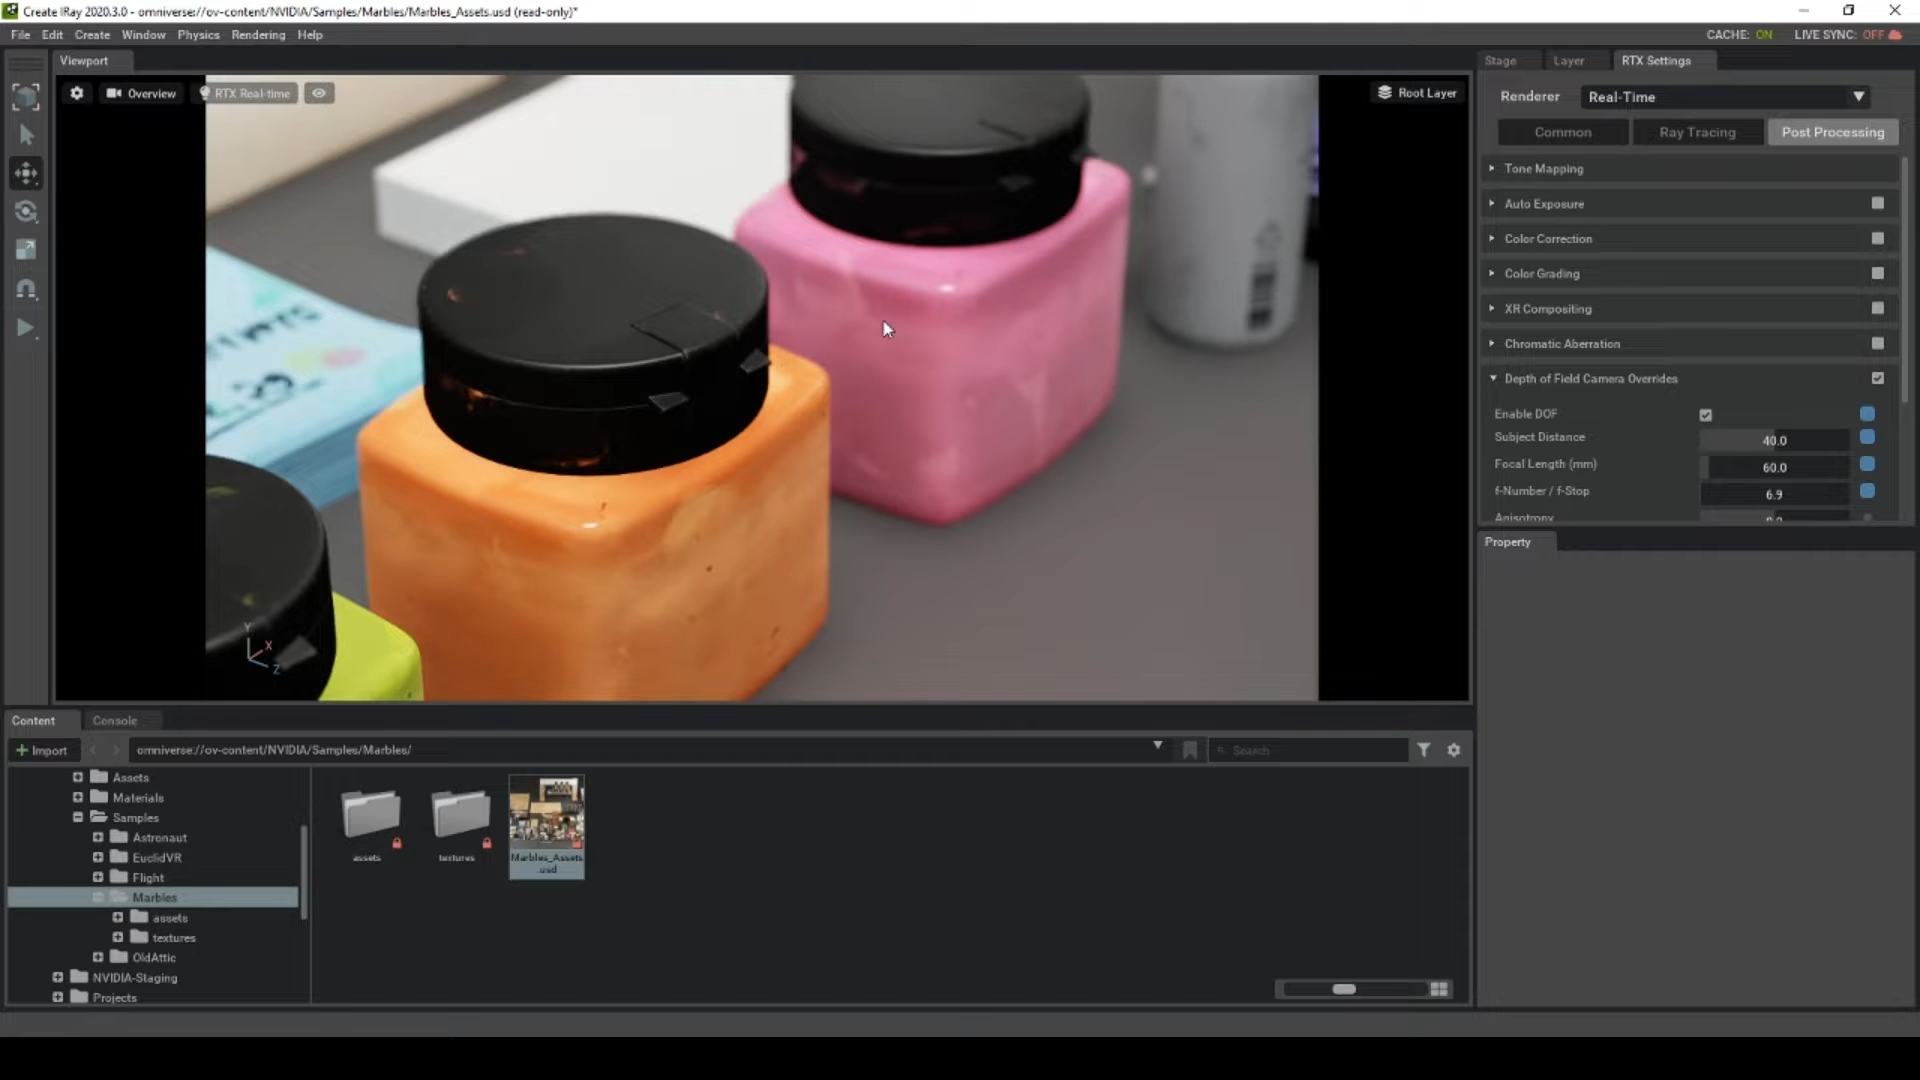 Create IRay 2020.3.0 - omniverse://ov-content/NVIDIA/Samples/Marbles/Marbles_Assets.usd (read-only)*
File Edit Create Window Physics Rendering Help
CACHE: ON LIVE SYNC: OFF
Viewport
Overview RTX Real-time
Root Layer
Y
X
Z
Stage Layer RTX Settings
Renderer Real-Time
Common Ray Tracing Post Processing
Tone Mapping
Auto Exposure
Color Correction
Color Grading
XR Compositing
Chromatic Aberration
Depth of Field Camera Overrides
Enable DOF
Subject Distance 40.0
Focal Length (mm) 60.0
f-Number / f-Stop 6.9
Anisotropy 0.0
Property
Content Console
Import omniverse://ov-content/NVIDIA/Samples/Marbles/ Search
Assets
Materials
Samples
Astronaut
EuclidVR
Flight
Marbles
assets
textures
OldAttic
NVIDIA-Staging
Projects
assets textures Marbles_Assets
.usd